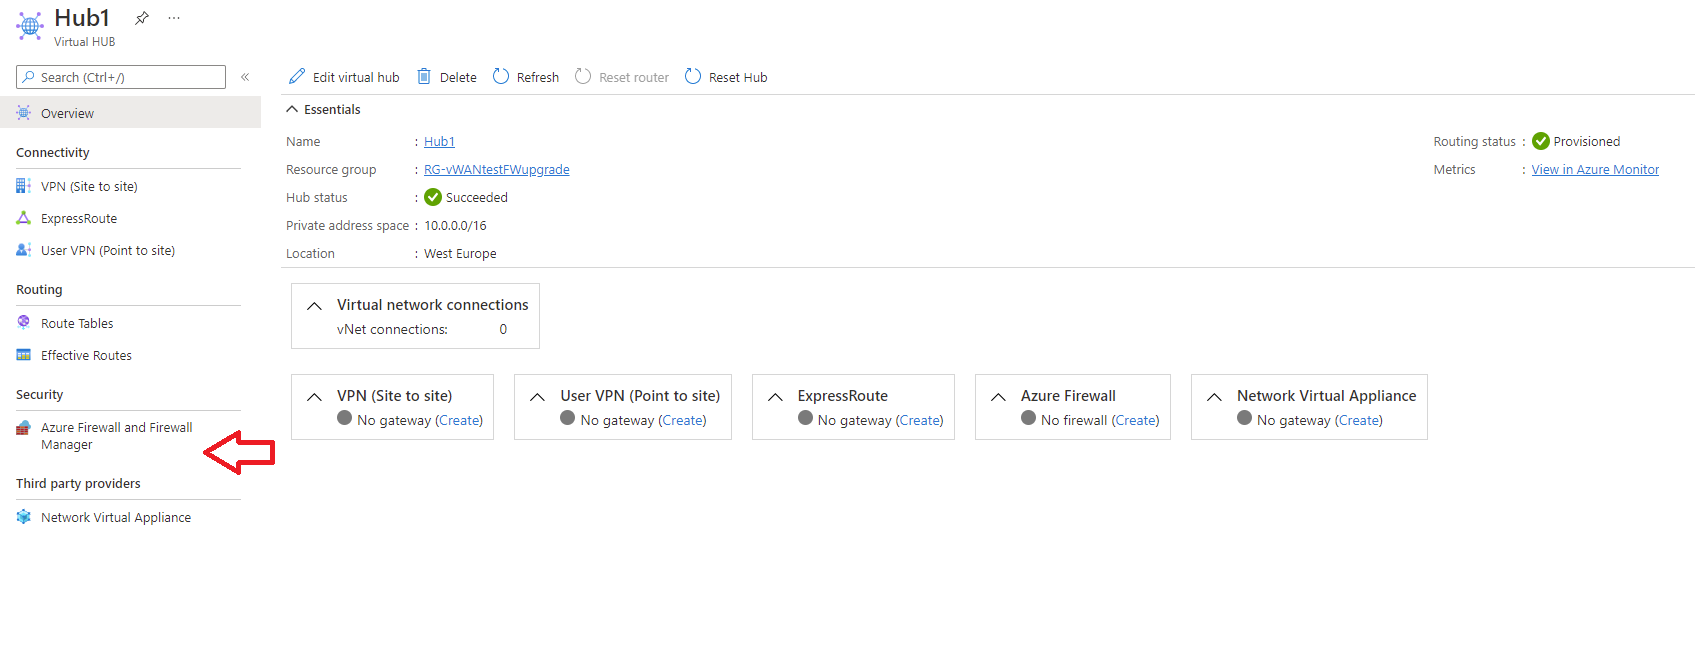 Hub1
Virtual HUB
Search (Ctrl+/)
Edit virtual hub Delete Refresh Reset router Reset Hub
Overview
Connectivity
VPN (Site to site)
ExpressRoute
User VPN (Point to site)
Routing
Route Tables
Effective Routes
Security
Azure Firewall and Firewall
Manager
Third party providers
Network Virtual Appliance
Essentials
Name : Hub1
Resource group : RG-vWANtestFWupgrade
Hub status : Succeeded
Private address space : 10.0.0.0/16
Location : West Europe
Routing status : Provisioned
Metrics : View in Azure Monitor
Virtual network connections
vNet connections: 0
VPN (Site to site)
No gateway (Create)
User VPN (Point to site)
No gateway (Create)
ExpressRoute
No gateway (Create)
Azure Firewall
No firewall (Create)
Network Virtual Appliance
No gateway (Create)